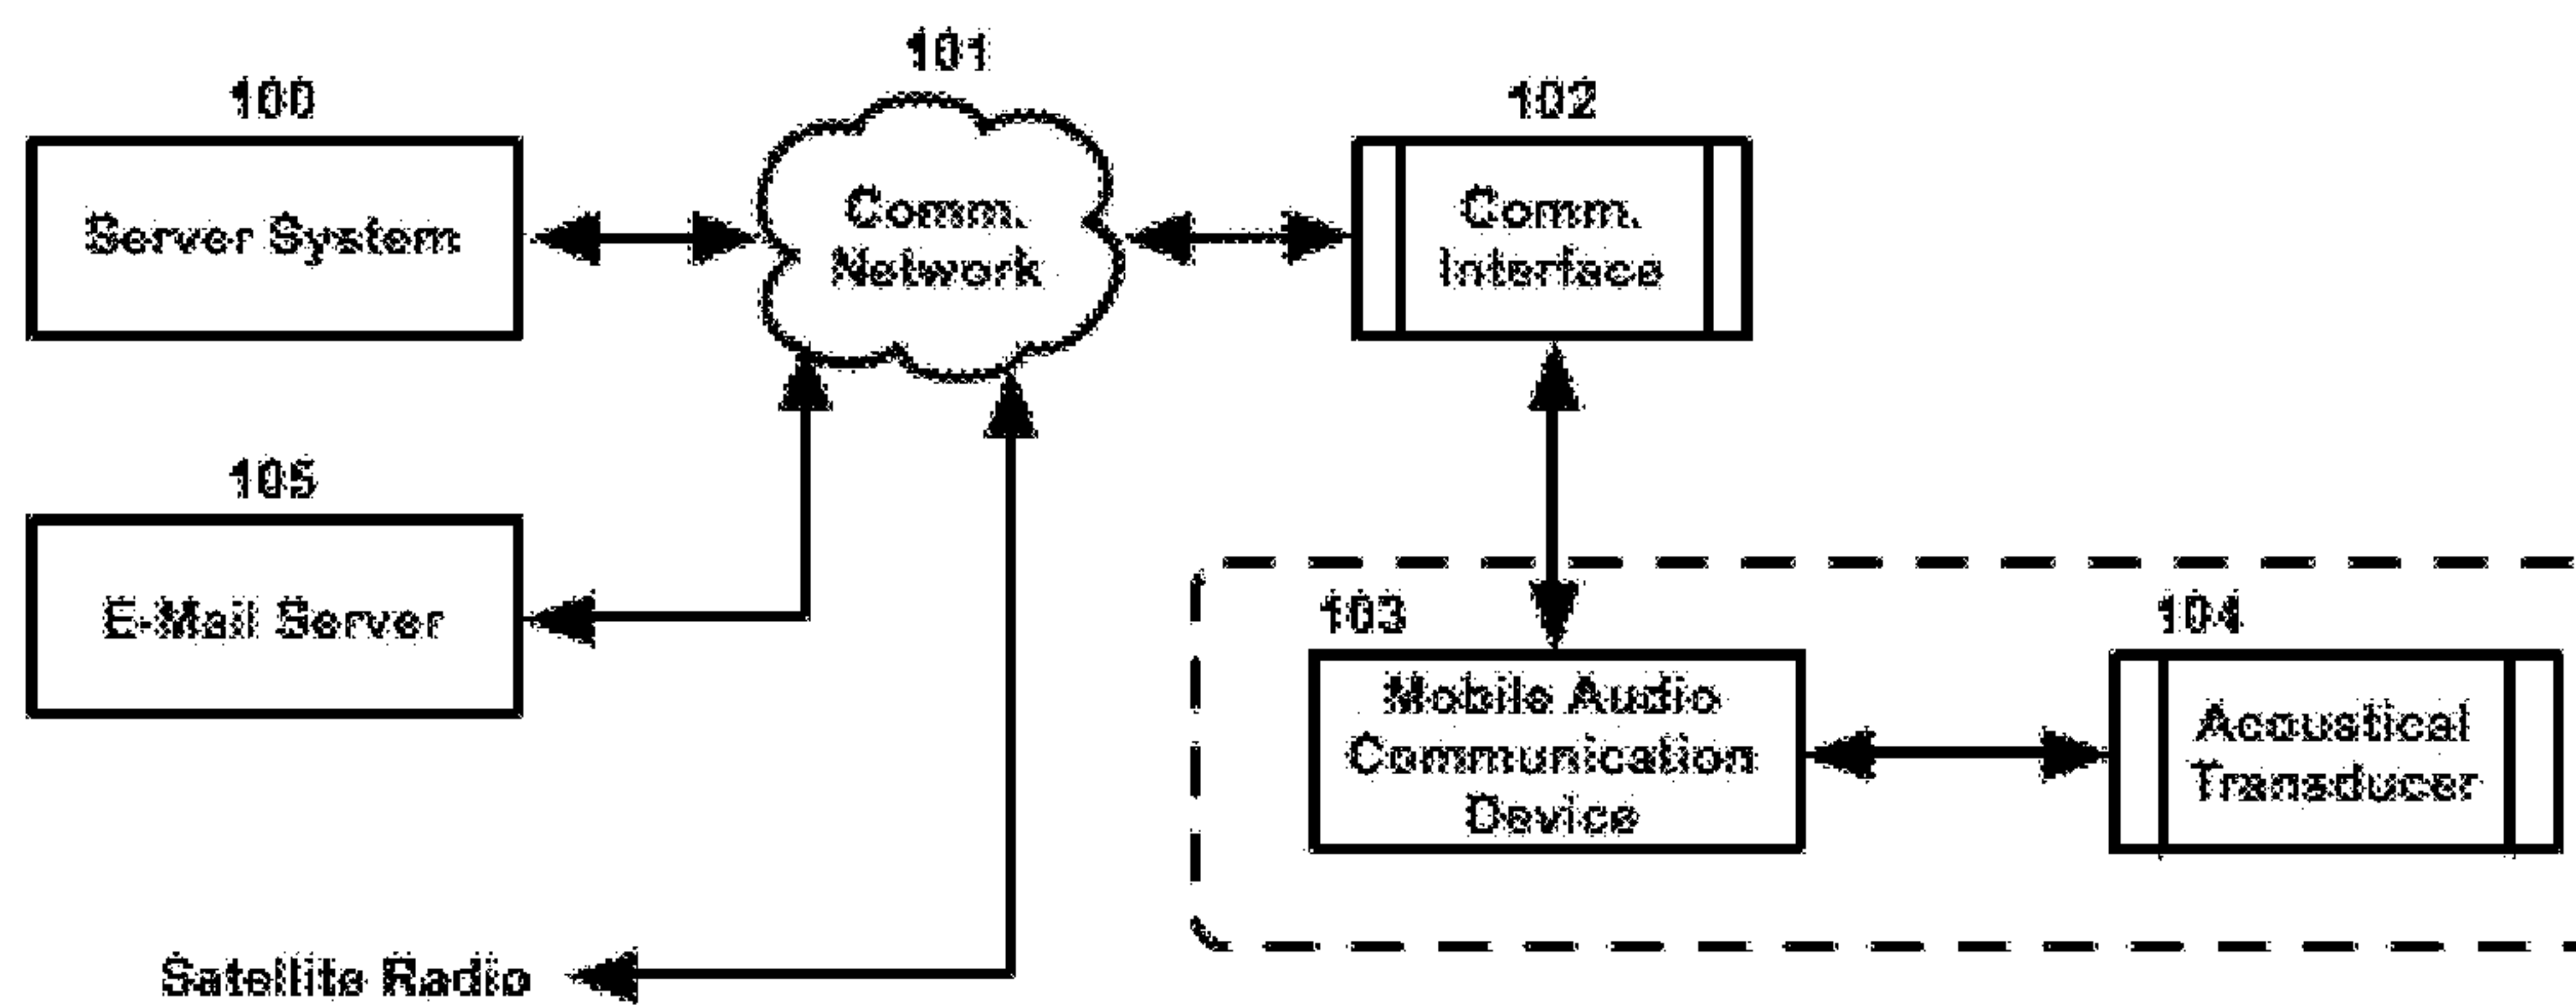 101
100
102
Server System
Comm.
Network
Comm.
Interface
105
E-Mail Server
103
104
Mobile Audio
Communication
Device
Acoustical
Transducer
Satellite Radio